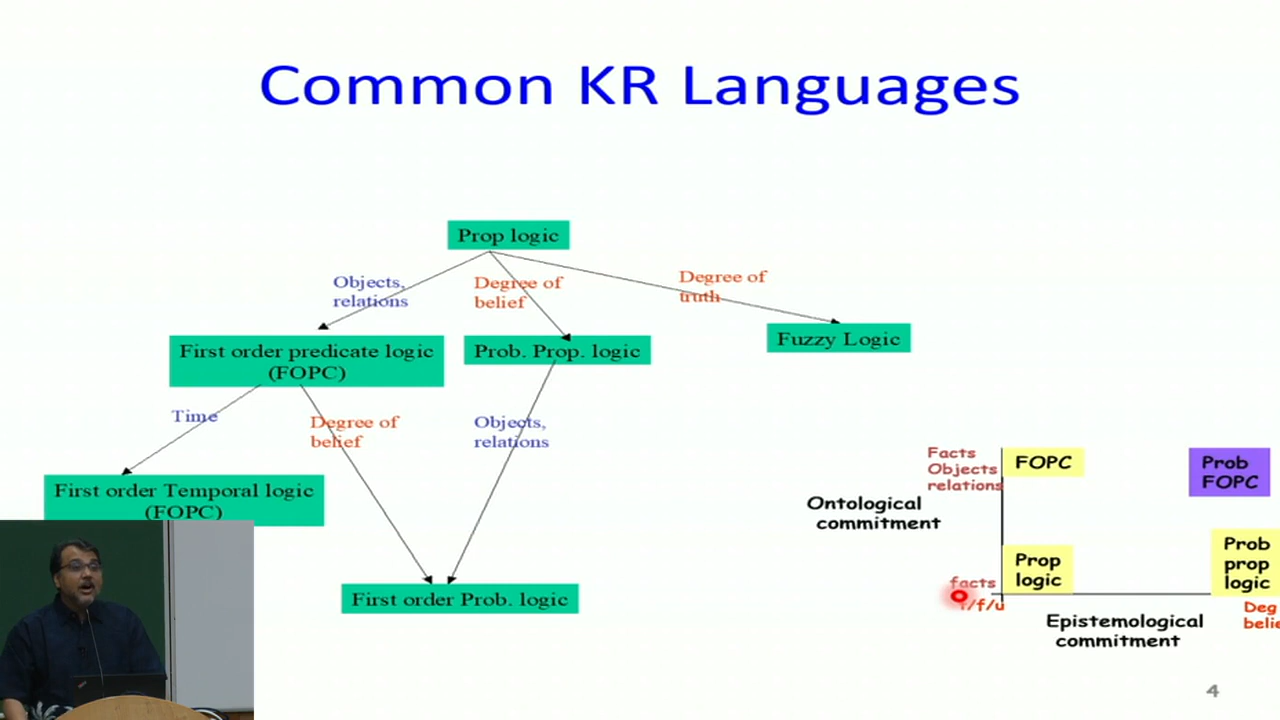 Common KR Languages
Prop logic
Objects,
relations
Degree of
belief
Degree of
truth
First order predicate logic
(FOPC)
Prob. Prop. logic
Fuzzy Logic
Time
Degree of
belief
Objects,
relations
First order Temporal logic
(FOPC)
First order Prob. logic
Facts
Objects
relations
FOPC
Prob
FOPC
Ontological
commitment
Prop
logic
Prob
prop
logic
facts
t/f/u
Epistemological
commitment
Deg
belie
4